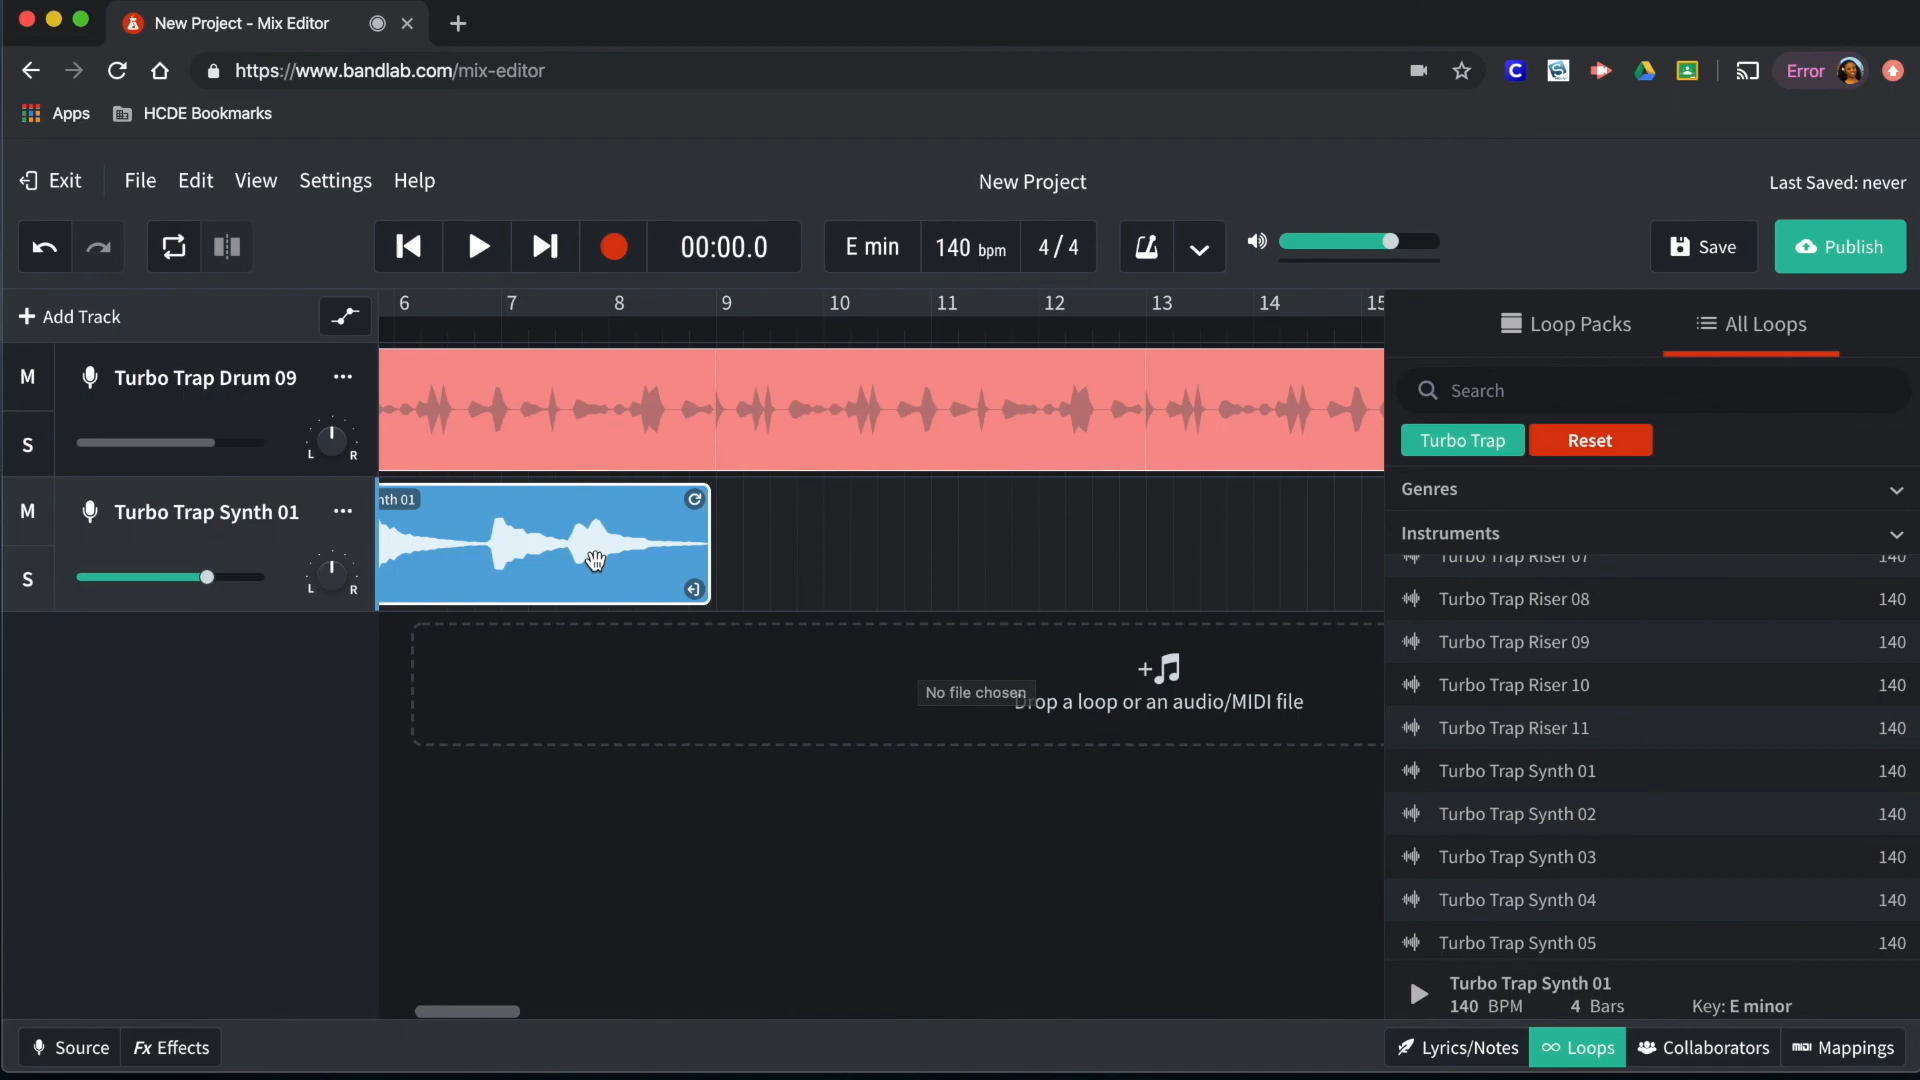 New Project - Mix Editor
https://www.bandlab.com/mix-editor
Error
Apps
HCDE Bookmarks
Exit
File
Edit
View
Settings
Help
New Project
Last Saved: never
00:00.0
E min
140 bpm
4/4
Save
Publish
Add Track
6
7
8
9
10
11
12
13
14
15
Loop Packs
All Loops
Search
Turbo Trap
Reset
Genres
Instruments
M
Turbo Trap Drum 09
S
L R
M
Turbo Trap Synth 01
S
L R
nth 01
No file chosen
Drop a loop or an audio/MIDI file
Turbo Trap Riser 07 140
Turbo Trap Riser 08 140
Turbo Trap Riser 09 140
Turbo Trap Riser 10 140
Turbo Trap Riser 11 140
Turbo Trap Synth 01 140
Turbo Trap Synth 02 140
Turbo Trap Synth 03 140
Turbo Trap Synth 04 140
Turbo Trap Synth 05 140
Turbo Trap Synth 01
140 BPM 4 Bars Key: E minor
Source
Fx Effects
Lyrics/Notes
Loops
Collaborators
MIDI Mappings